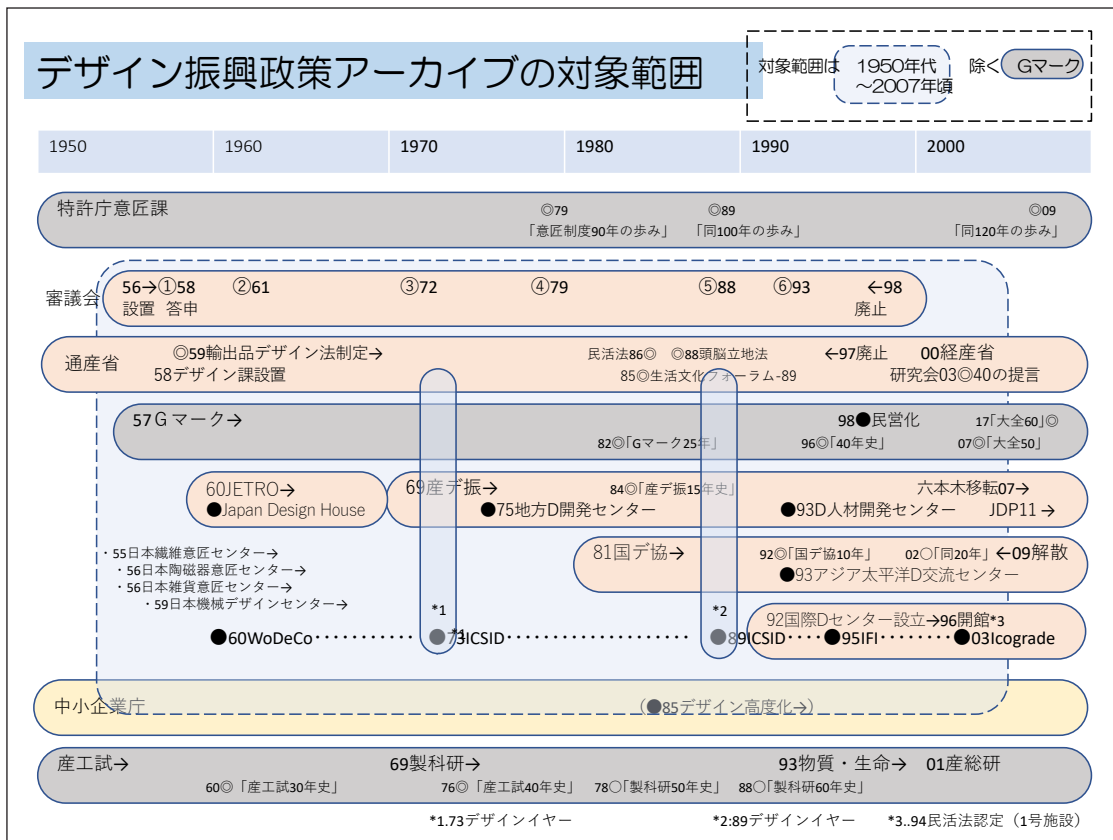 デザイン振興政策アーカイブの対象範囲
対象範囲は 1950年代 除く Gマーク
～2007年頃
1950 1960 1970 1980 1990 2000
特許庁意匠課 ◎79 ◎89 ◎09
「意匠制度90年の歩み」 「同100年の歩み」 「同120年の歩み」
審議会 56→ ①58 ②61 ③72 ④79 ⑤88 ⑥93 ←98
設置 答申 廃止
通産省 ◎59輸出品デザイン法制定→ 民活法86◎ ◎88頭脳立地法 ←97廃止 00経産省
58デザイン課設置 85◎生活文化フォーラム-89 研究会03◎40の提言
57Gマーク→ 98●民営化 17「大全60」◎
82◎「Gマーク25年」 96◎「40年史」 07◎「大全50」
60JETRO→ 69産デ振→ 84◎「産デ振15年史」 六本木移転07→
●Japan Design House ●75地方D開発センター ●93D人材開発センター JDP11→
・55日本繊維意匠センター→ 81国デ協→ 92◎「国デ協10年」 02○「同20年」 ←09解散
・56日本陶磁器意匠センター→ ●93アジア太平洋D交流センター
・56日本雑貨意匠センター→
・59日本機械デザインセンター→
*1 *2 92国際Dセンター設立→96開館*3
●60WoDeCo・・・・・・・・・・ ●73ICSID *1 ・・・・・・・・・・・・・・・・ ●89ICSID・・・・ ●95IFI・・・・・・・・ ●03Icograde
中小企業庁 (●85デザイン高度化→)
産工試→ 69製科研→ 93物質・生命→ 01産総研
60◎「産工試30年史」 76◎「産工試40年史」 78○「製科研50年史」 88○「製科研60年史」
*1.73デザインイヤー *2:89デザインイヤー *3..94民活法認定（1号施設）